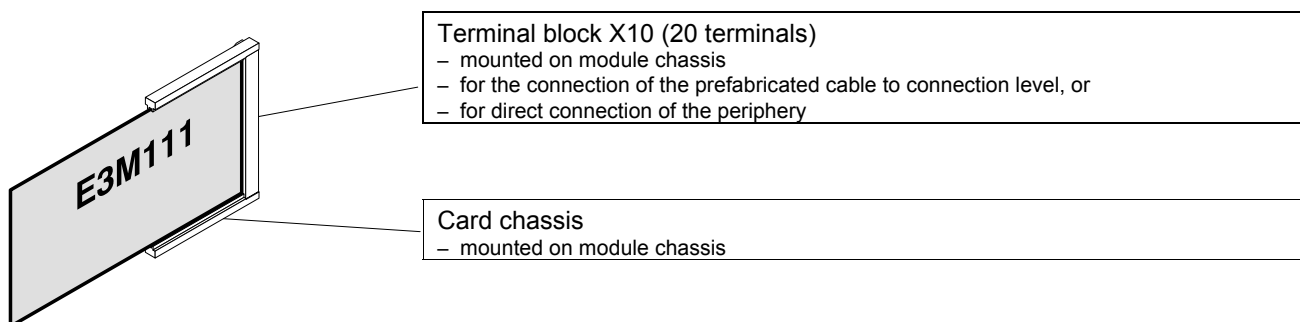 Terminal block X10 (20 terminals)
– mounted on module chassis
– for the connection of the prefabricated cable to connection level, or
– for direct connection of the periphery
E3M111
Card chassis
– mounted on module chassis